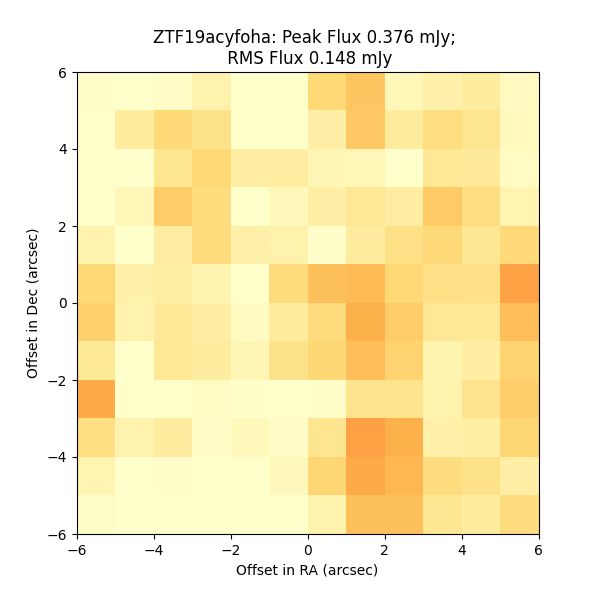 ZTF19acyfoha: Peak Flux 0.376 mJy;
RMS Flux 0.148 mJy
6
4
2
0
−2
−4
−6
Offset in Dec (arcsec)
−6 −4 −2 0 2 4 6
Offset in RA (arcsec)